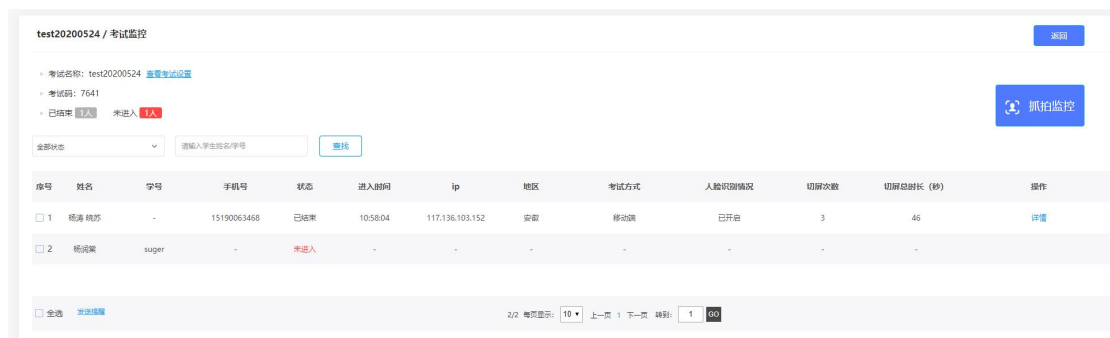 test20200524 / 考试监控 返回
考试名称：test20200524 查看考试设置
考试码：7641
已结束 1人 未进入 1人
抓拍监控
全部状态 请输入学生姓名/学号 查找
序号 姓名 学号 手机号 状态 进入时间 ip 地区 考试方式 人脸识别情况 切屏次数 切屏总时长（秒） 操作
1 杨涛 皖苏 - 15190063468 已结束 10:58:04 117.136.103.152 安徽 移动端 已开启 3 46 详情
2 杨润棠 suger - 未进入 - - - - - - -
全选 发送提醒 2/2 每页显示： 10 上一页 1 下一页 转到： 1 GO